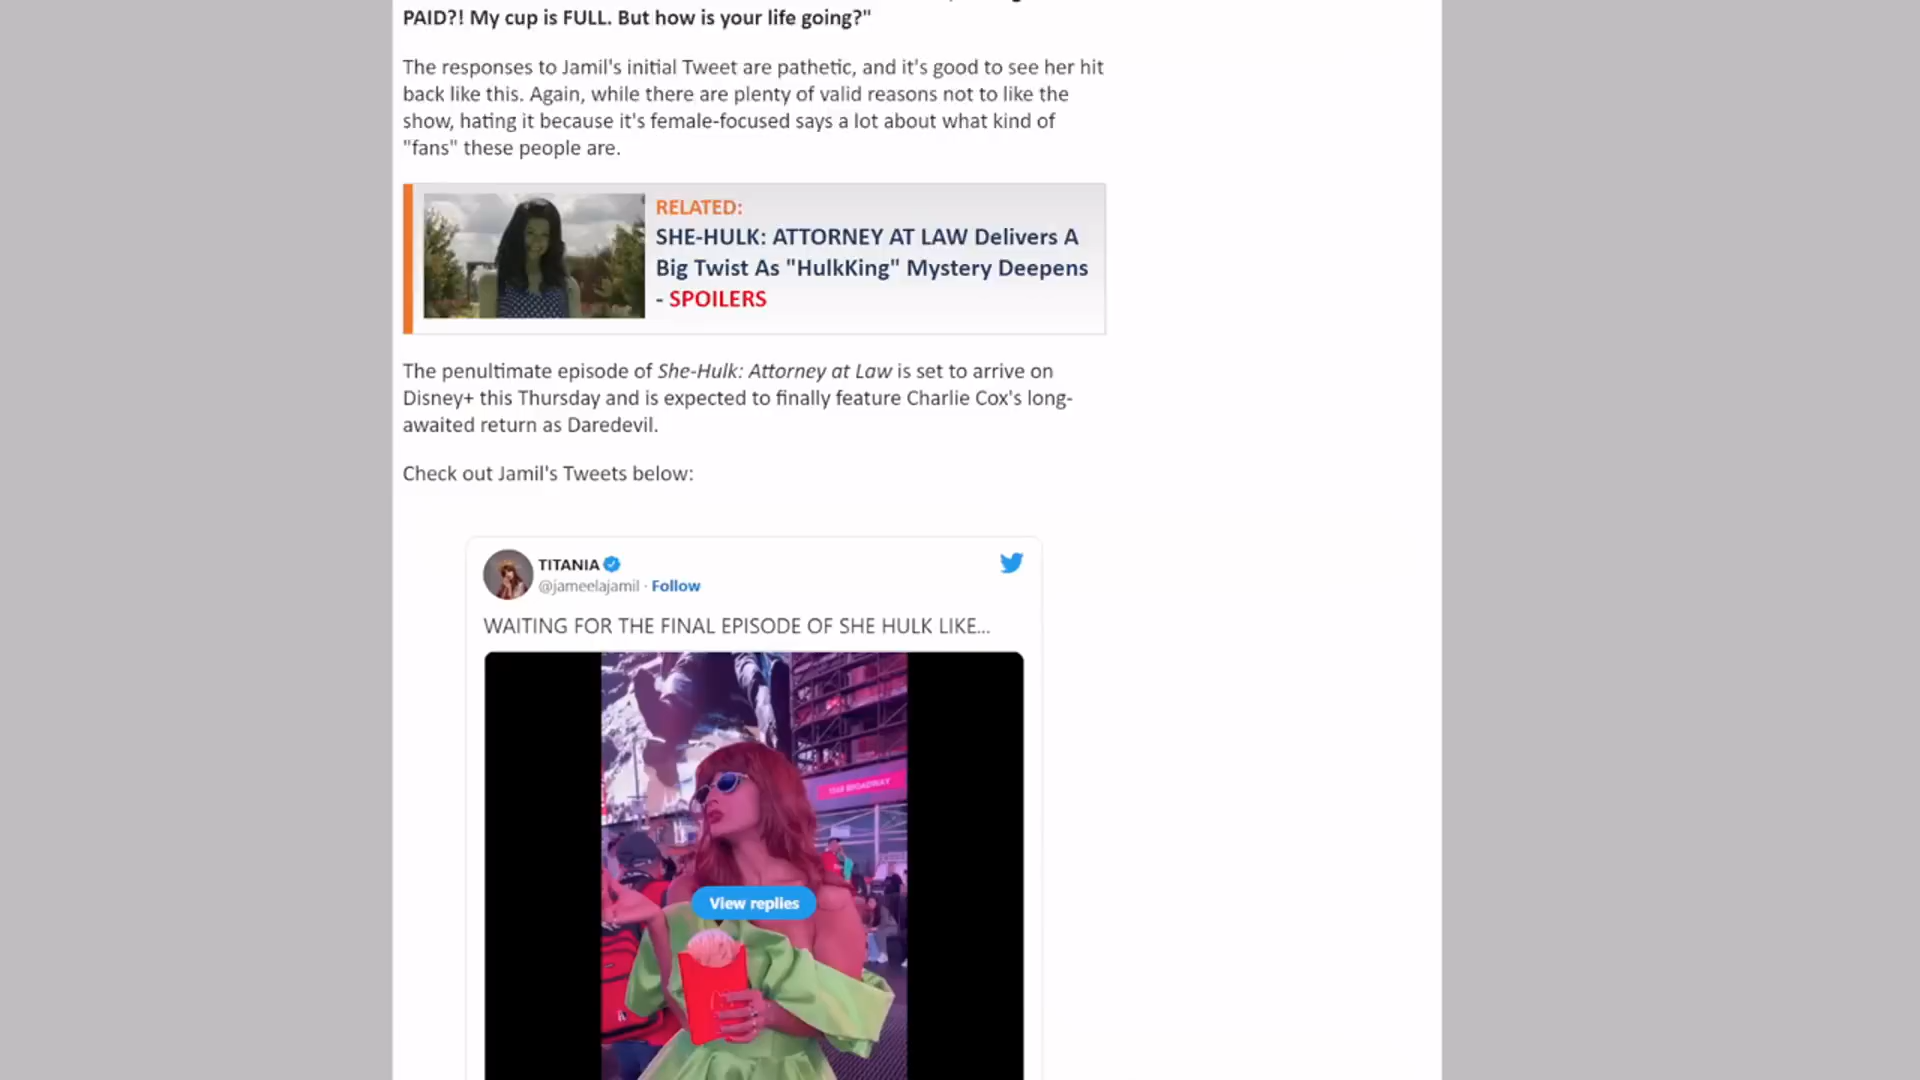 PAID?! My cup is FULL. But how is your life going?"
The responses to Jamil's initial Tweet are pathetic, and it's good to see her hit
back like this. Again, while there are plenty of valid reasons not to like the
show, hating it because it's female-focused says a lot about what kind of
"fans" these people are.
RELATED:
SHE-HULK: ATTORNEY AT LAW Delivers A
Big Twist As "HulkKing" Mystery Deepens
- SPOILERS
The penultimate episode of She-Hulk: Attorney at Law is set to arrive on
Disney+ this Thursday and is expected to finally feature Charlie Cox's long-
awaited return as Daredevil.
Check out Jamil's Tweets below:
TITANIA
@jameelajamil · Follow
WAITING FOR THE FINAL EPISODE OF SHE HULK LIKE...
View replies